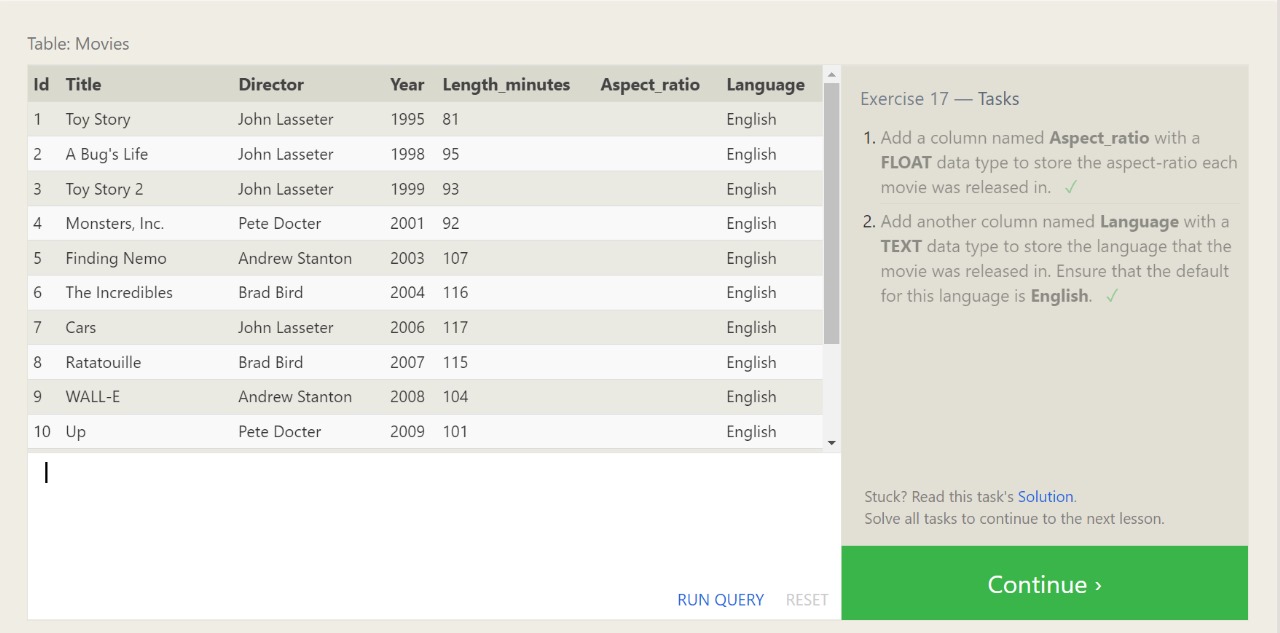 Table: Movies
Id Title Director Year Length_minutes Aspect_ratio Language
1 Toy Story John Lasseter 1995 81 English
2 A Bug's Life John Lasseter 1998 95 English
3 Toy Story 2 John Lasseter 1999 93 English
4 Monsters, Inc. Pete Docter 2001 92 English
5 Finding Nemo Andrew Stanton 2003 107 English
6 The Incredibles Brad Bird 2004 116 English
7 Cars John Lasseter 2006 117 English
8 Ratatouille Brad Bird 2007 115 English
9 WALL-E Andrew Stanton 2008 104 English
10 Up Pete Docter 2009 101 English
RUN QUERY RESET
Exercise 17 — Tasks
1. Add a column named Aspect_ratio with a
FLOAT data type to store the aspect-ratio each
movie was released in. ✓
2. Add another column named Language with a
TEXT data type to store the language that the
movie was released in. Ensure that the default
for this language is English. ✓
Stuck? Read this task's Solution.
Solve all tasks to continue to the next lesson.
Continue ›